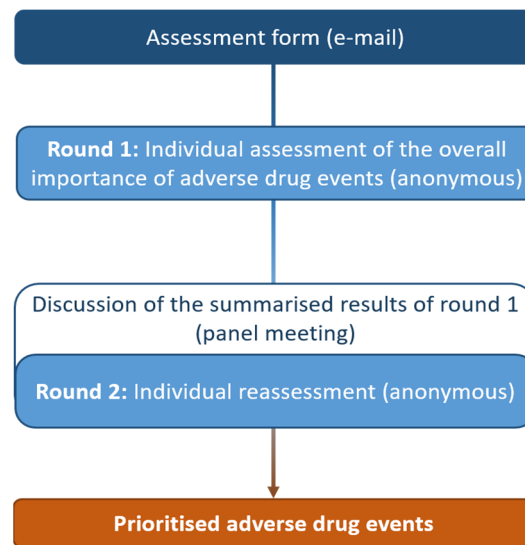 Assessment form (e-mail)
Round 1: Individual assessment of the overall
importance of adverse drug events (anonymous)
Discussion of the summarised results of round 1
(panel meeting)
Round 2: Individual reassessment (anonymous)
Prioritised adverse drug events